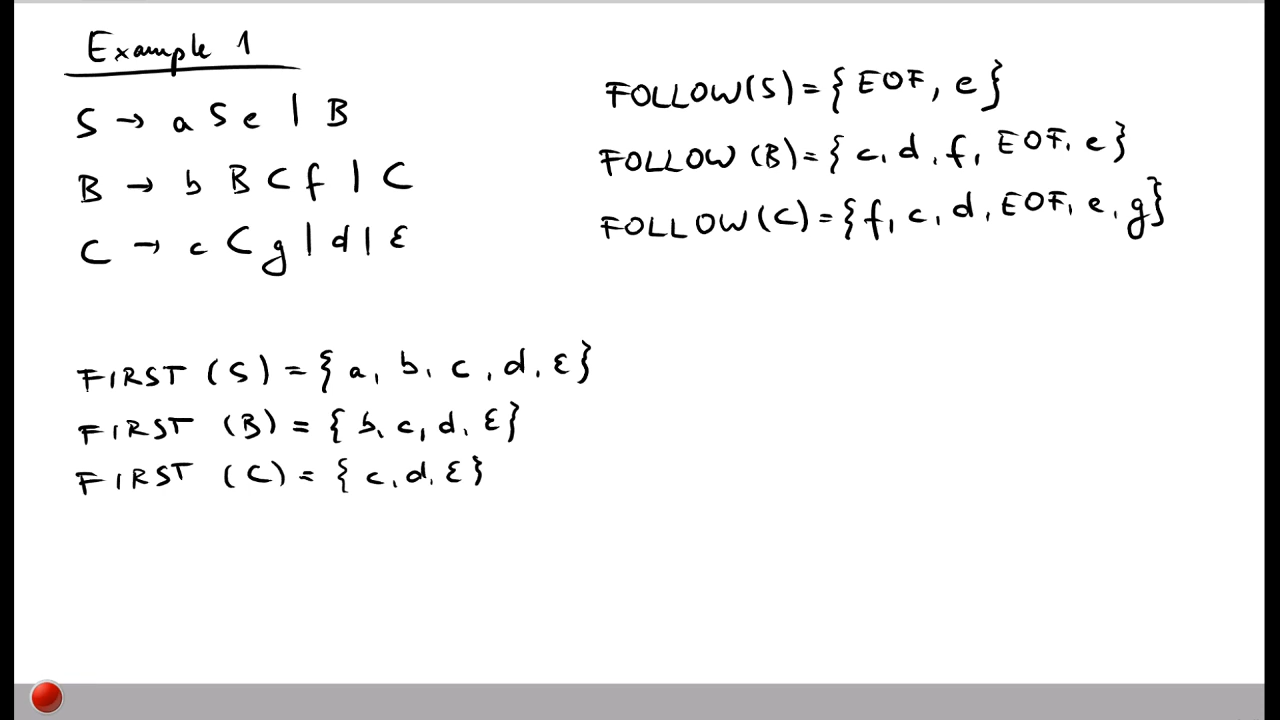 Example 1
S → a S e | B
B → b B C f | C
C → c C g | d | ε
FIRST (S) = { a, b, c, d, ε}
FIRST (B) = { b, c, d, ε}
FIRST (C) = { c, d, ε}
FOLLOW(S) = { EOF, e}
FOLLOW (B) = { c, d, f, EOF, e}
FOLLOW (C) = {f, c, d, EOF, e, g}